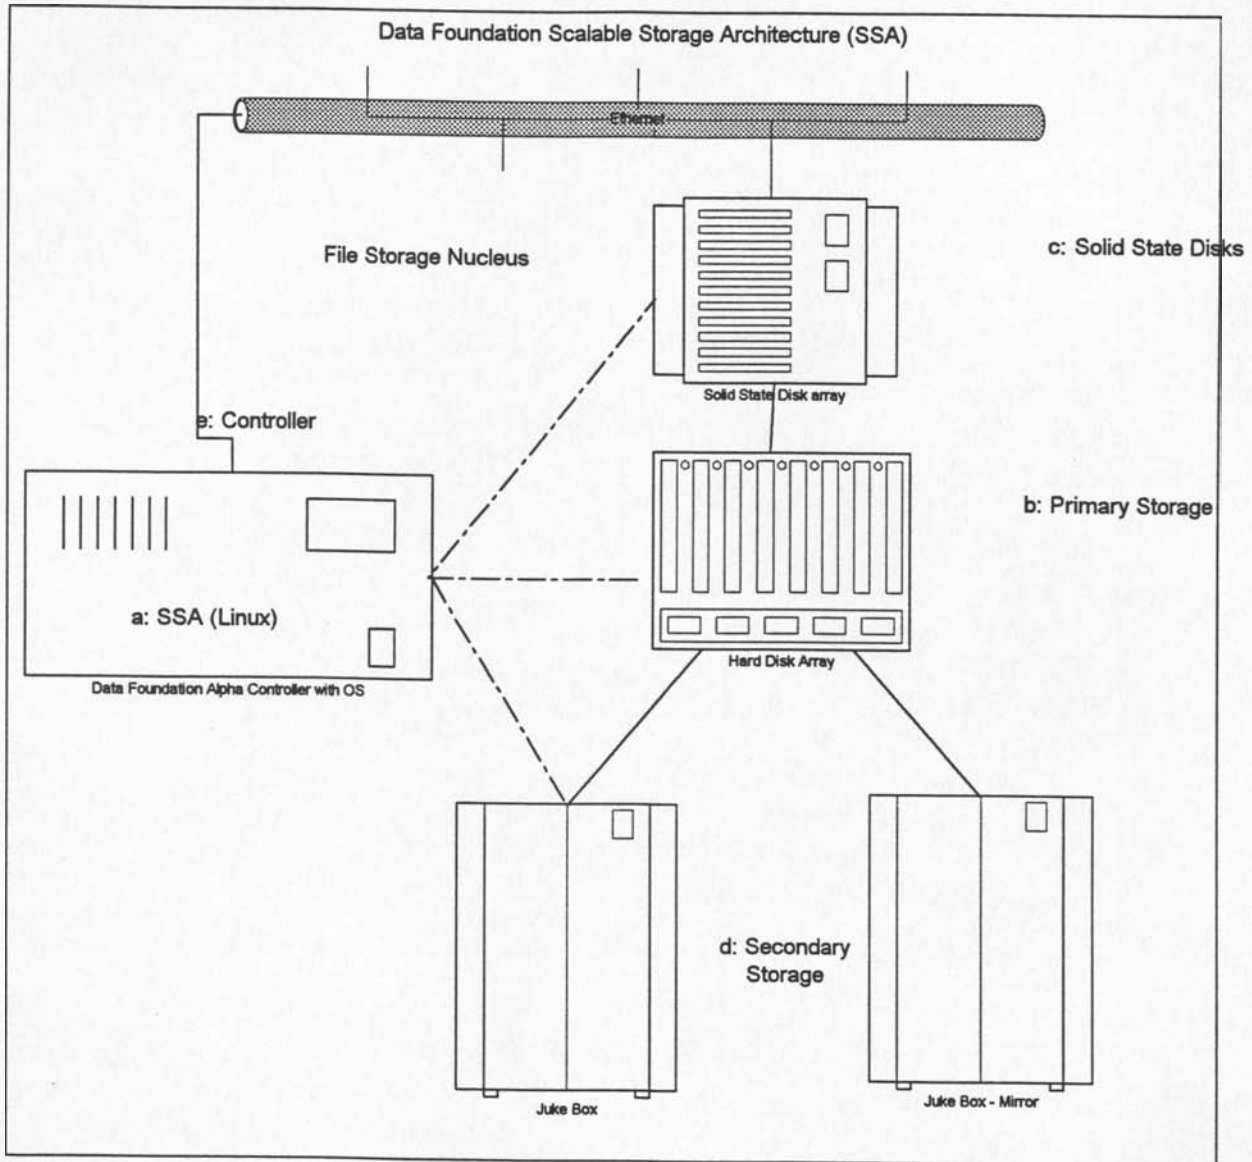 Data Foundation Scalable Storage Architecture (SSA)
Ethernet
File Storage Nucleus
c: Solid State Disks
Solid State Disk array
e: Controller
b: Primary Storage
a: SSA (Linux)
Hard Disk Array
Data Foundation Alpha Controller with OS
d: Secondary
Storage
Juke Box
Juke Box - Mirror